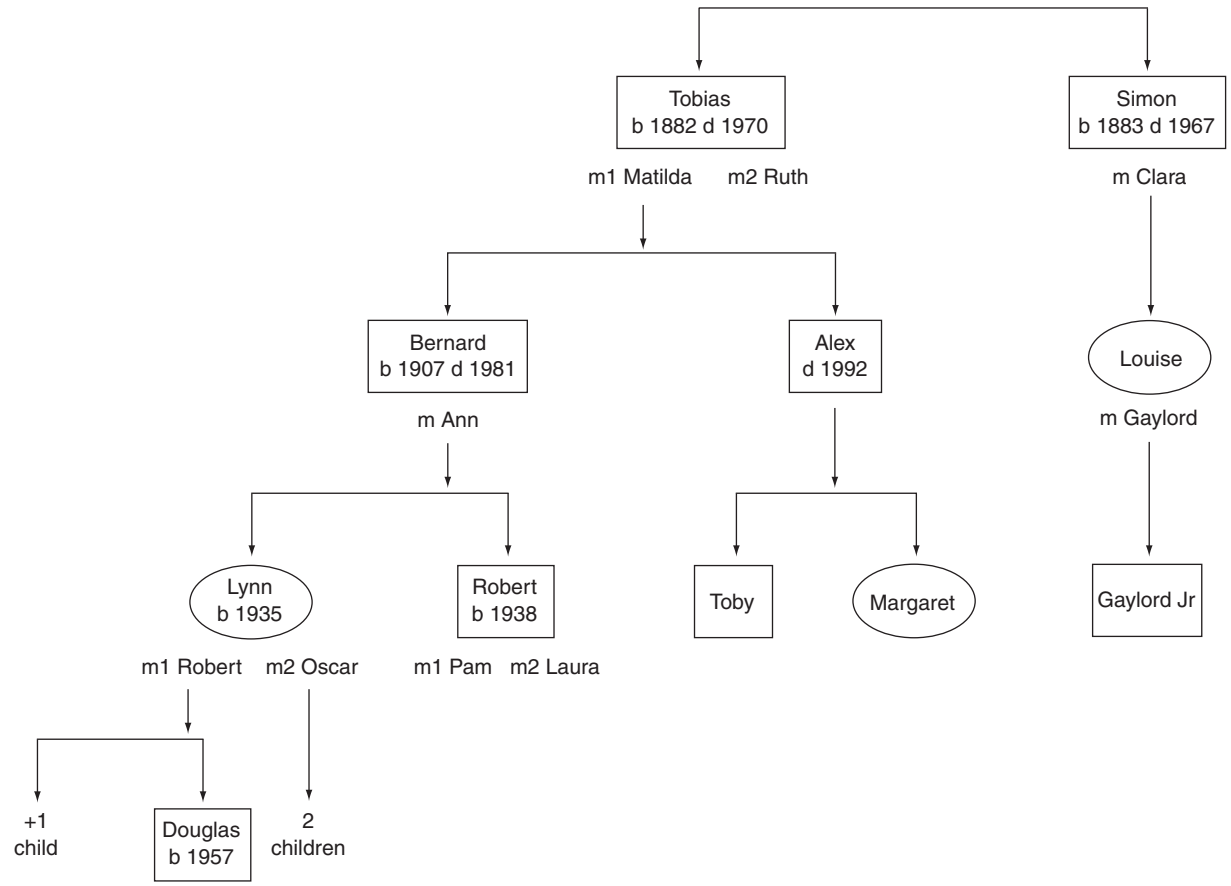 Tobias
b 1882 d 1970
Simon
b 1883 d 1967
m1 Matilda
m2 Ruth
m Clara
Bernard
b 1907 d 1981
Alex
d 1992
Louise
m Ann
m Gaylord
Lynn
b 1935
Robert
b 1938
Toby
Margaret
Gaylord Jr
m1 Robert
m2 Oscar
m1 Pam
m2 Laura
+1
child
Douglas
b 1957
2
children